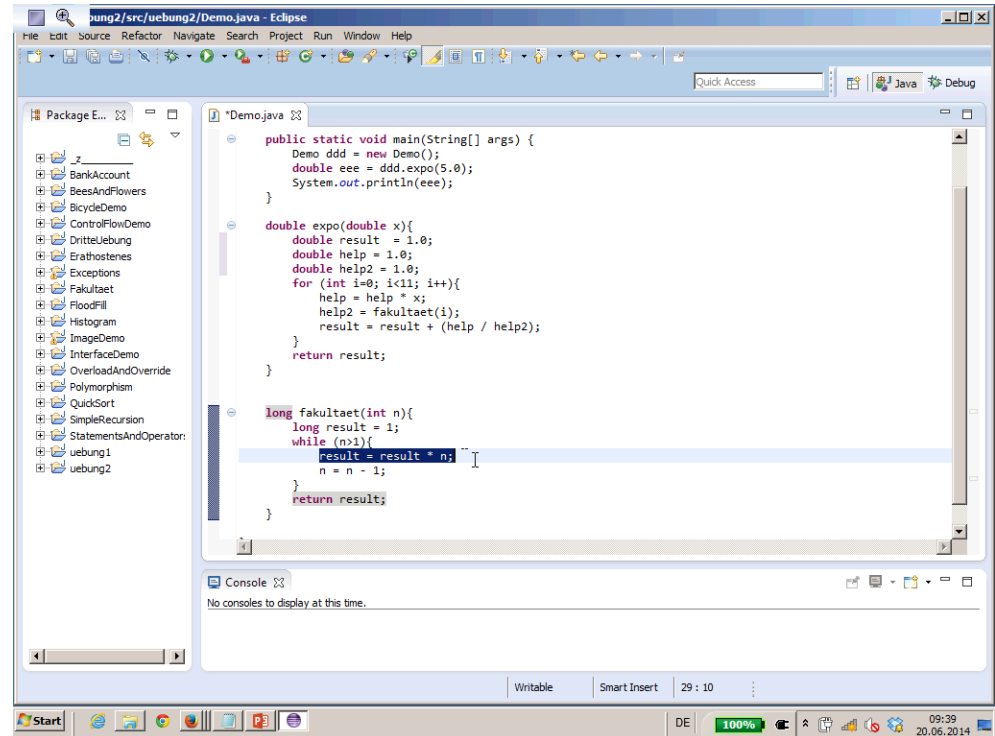 oung2/src/uebung2/Demo.java - Eclipse
File Edit Source Refactor Navigate Search Project Run Window Help
Quick Access
Java
Debug
Package E...
*Demo.java
_z_________
BankAccount
BeesAndFlowers
BicycleDemo
ControlFlowDemo
DritteUebung
Erathostenes
Exceptions
Fakultaet
FloodFill
Histogram
ImageDemo
InterfaceDemo
OverloadAndOverride
Polymorphism
QuickSort
SimpleRecursion
StatementsAndOperator
uebung1
uebung2
public static void main(String[] args) {
Demo ddd = new Demo();
double eee = ddd.expo(5.0);
System.out.println(eee);
}
double expo(double x){
double result  = 1.0;
double help = 1.0;
double help2 = 1.0;
for (int i=0; i<11; i++){
help = help * x;
help2 = fakultaet(i);
result = result + (help / help2);
}
return result;
}
long fakultaet(int n){
long result = 1;
while (n>1){
result = result * n;
n = n - 1;
}
return result;
}
Console
No consoles to display at this time.
Writable
Smart Insert
29 : 10
Start
DE
100%
09:39
20.06.2014